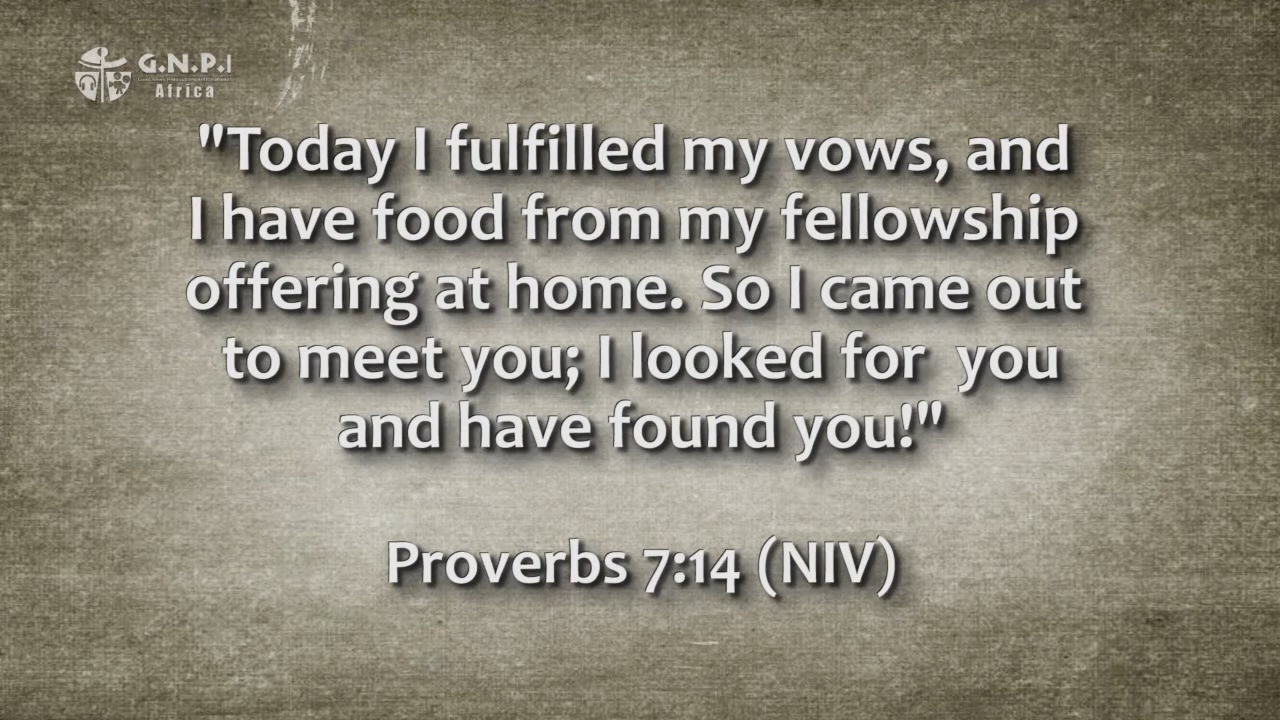 G.N.P.I
Africa
"Today I fulfilled my vows, and
I have food from my fellowship
offering at home. So I came out
to meet you; I looked for  you
and have found you!"
Proverbs 7:14 (NIV)